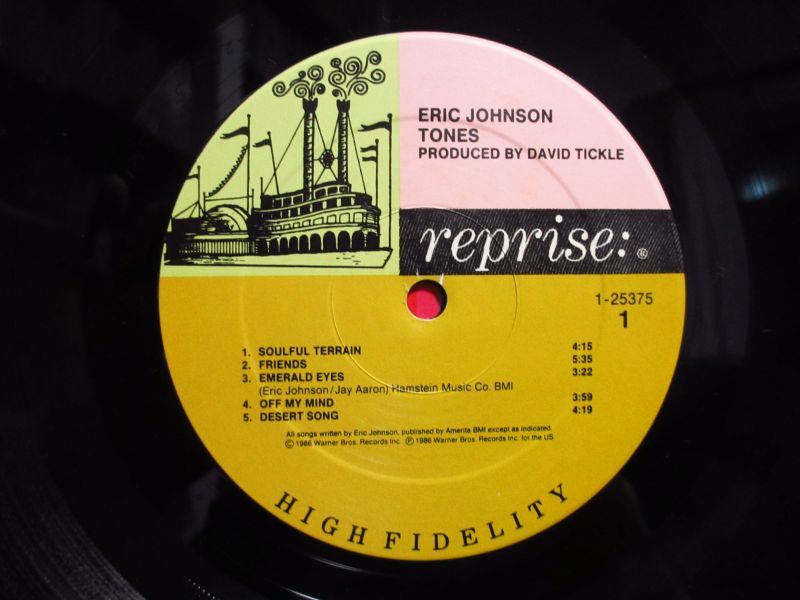 ERIC JOHNSON
TONES
PRODUCED BY DAVID TICKLE
reprise: ®
1-25375
1
1. SOULFUL TERRAIN 4:15
2. FRIENDS 5:35
3. EMERALD EYES 3:22
(Eric Johnson/Jay Aaron) Hamstein Music Co. BMI
4. OFF MY MIND 3:59
5. DESERT SONG 4:19
All songs written by Eric Johnson, published by Amerita BMI except as indicated.
© 1986 Warner Bros. Records Inc. ℗ 1986 Warner Bros. Records Inc. for the US
HIGH FIDELITY